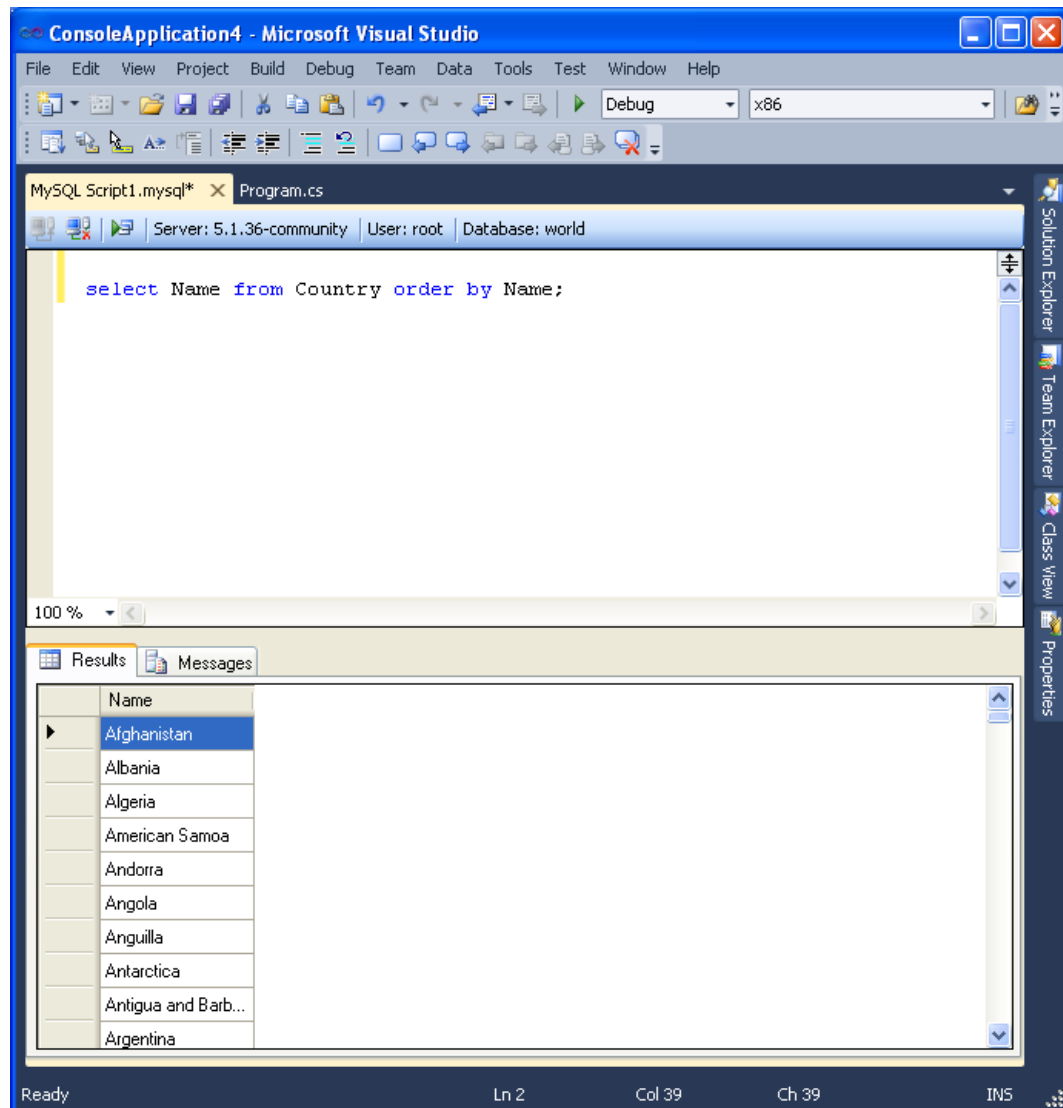 ConsoleApplication4 - Microsoft Visual Studio
File Edit View Project Build Debug Team Data Tools Test Window Help
Debug x86
MySQL Script1.mysql* Program.cs
Server: 5.1.36-community User: root Database: world
select Name from Country order by Name;
100 %
Results Messages
Name
Afghanistan
Albania
Algeria
American Samoa
Andorra
Angola
Anguilla
Antarctica
Antigua and Barb...
Argentina
Solution Explorer
Team Explorer
Class View
Properties
Ready Ln 2 Col 39 Ch 39 INS